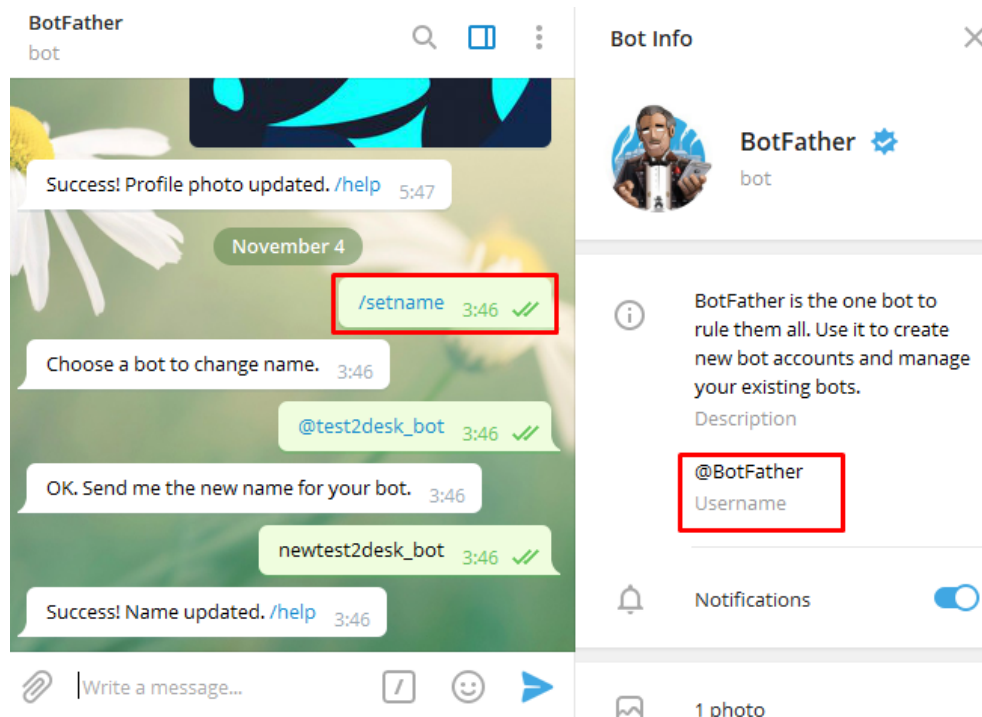 BotFather
bot
Success! Profile photo updated. /help 5:47
November 4
/setname 3:46
Choose a bot to change name. 3:46
@test2desk_bot 3:46
OK. Send me the new name for your bot. 3:46
newtest2desk_bot 3:46
Success! Name updated. /help 3:46
Write a message...
Bot Info
BotFather
bot
BotFather is the one bot to
rule them all. Use it to create
new bot accounts and manage
your existing bots.
Description
@BotFather
Username
Notifications
1 photo